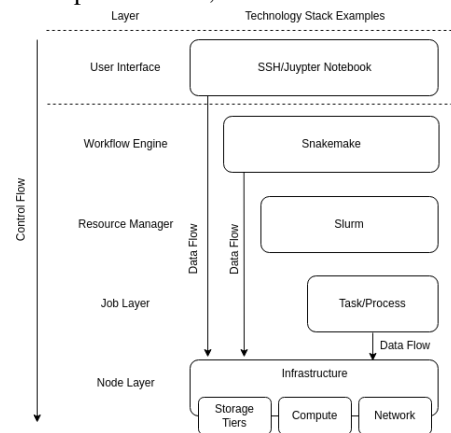 Layer Technology Stack Examples
User Interface SSH/Juypter Notebook
Workflow Engine Snakemake
Control Flow
Resource Manager Slurm
Data Flow
Data Flow
Job Layer Task/Process
Data Flow
Node Layer Infrastructure
Storage
Tiers
Compute
Network